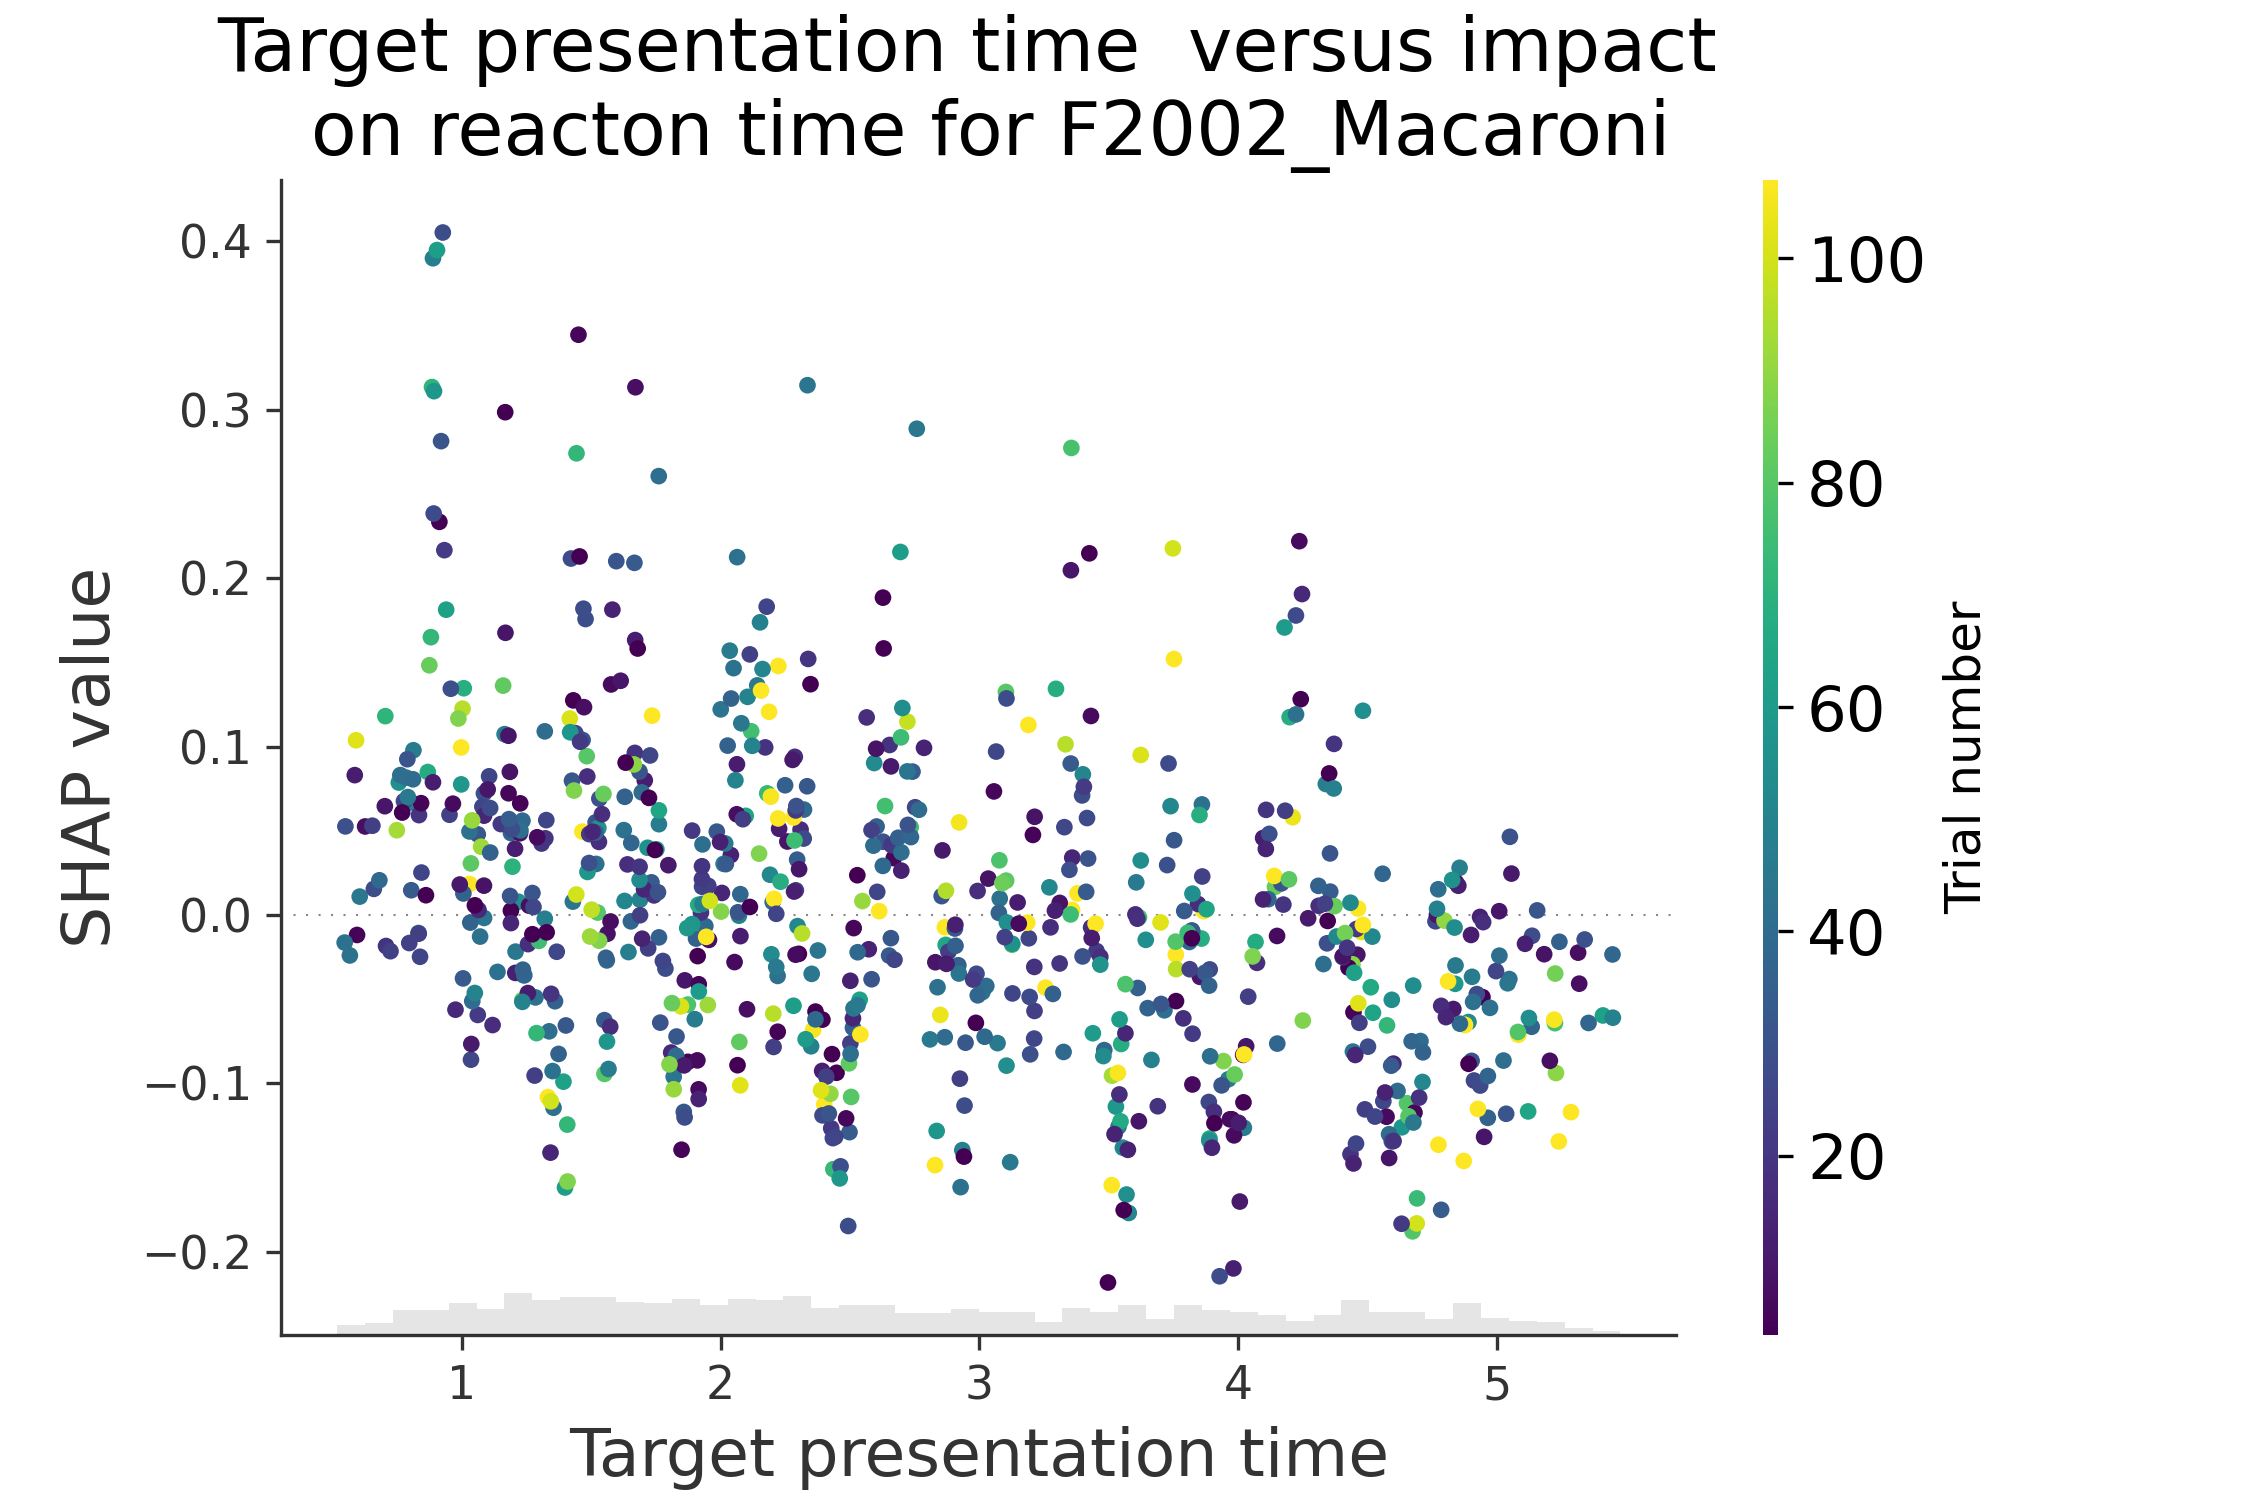 Target presentation time  versus impact
on reacton time for F2002_Macaroni
SHAP value
0.4
0.3
0.2
0.1
0.0
−0.1
−0.2
1 2 3 4 5
Target presentation time
100
80
60
40
20
Trial number